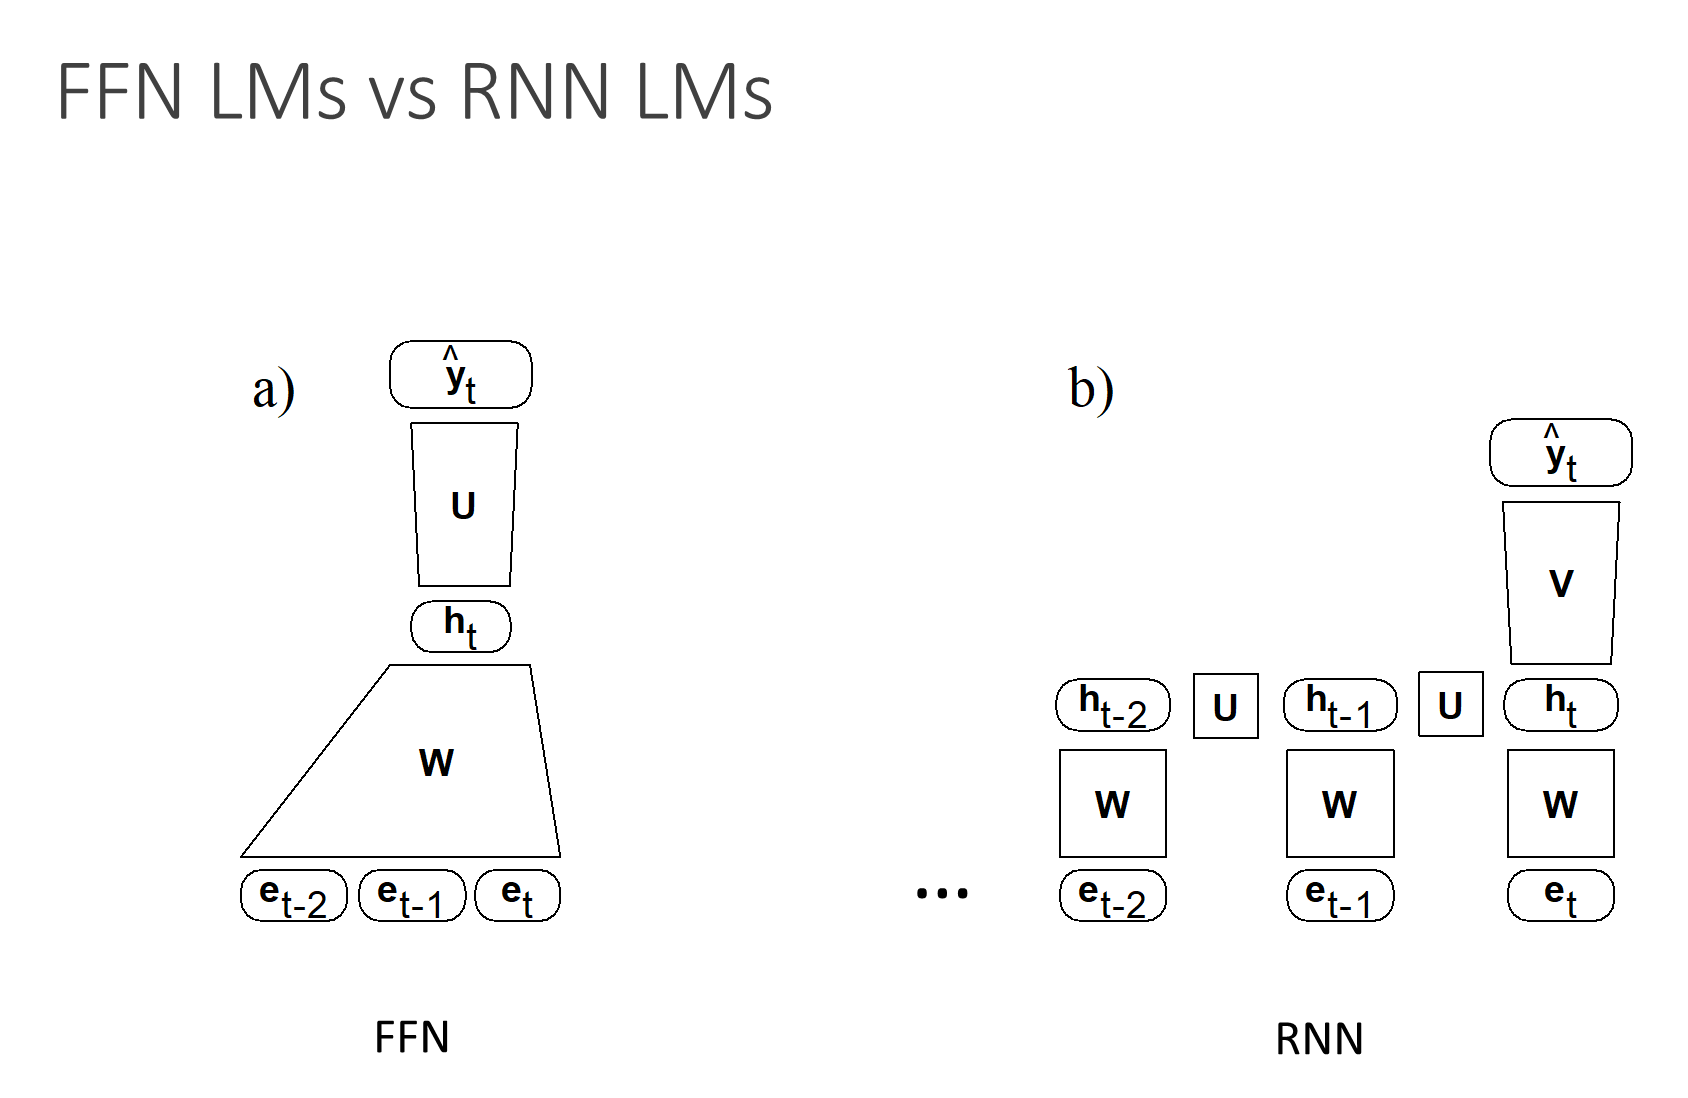 FFN LMs vs RNN LMs
a)
ŷt
U
ht
W
et-2 et-1 et
FFN
b)
ŷt
V
ht-2 U ht-1 U ht
W W W
... et-2 et-1 et
RNN